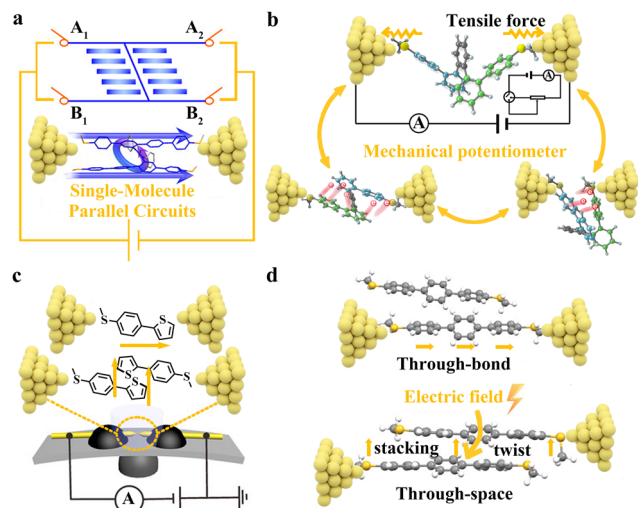 a
A1
A2
B1
B2
Single-Molecule
Parallel Circuits
b
Tensile force
A
A
Mechanical potentiometer
c
S
S
S
S
S
A
d
Through-bond
Electric field
stacking
twist
Through-space